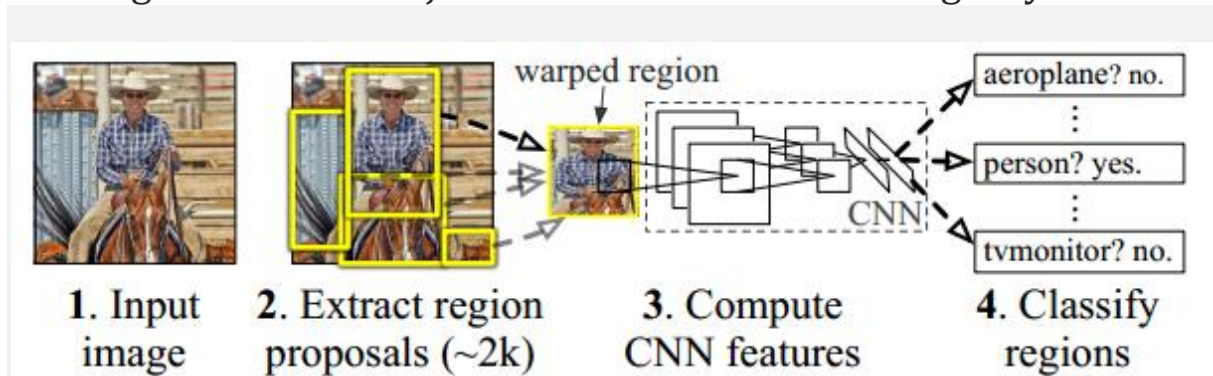 warped region
aeroplane? no.
person? yes.
tvmonitor? no.
CNN
1. Input
image
2. Extract region
proposals (~2k)
3. Compute
CNN features
4. Classify
regions